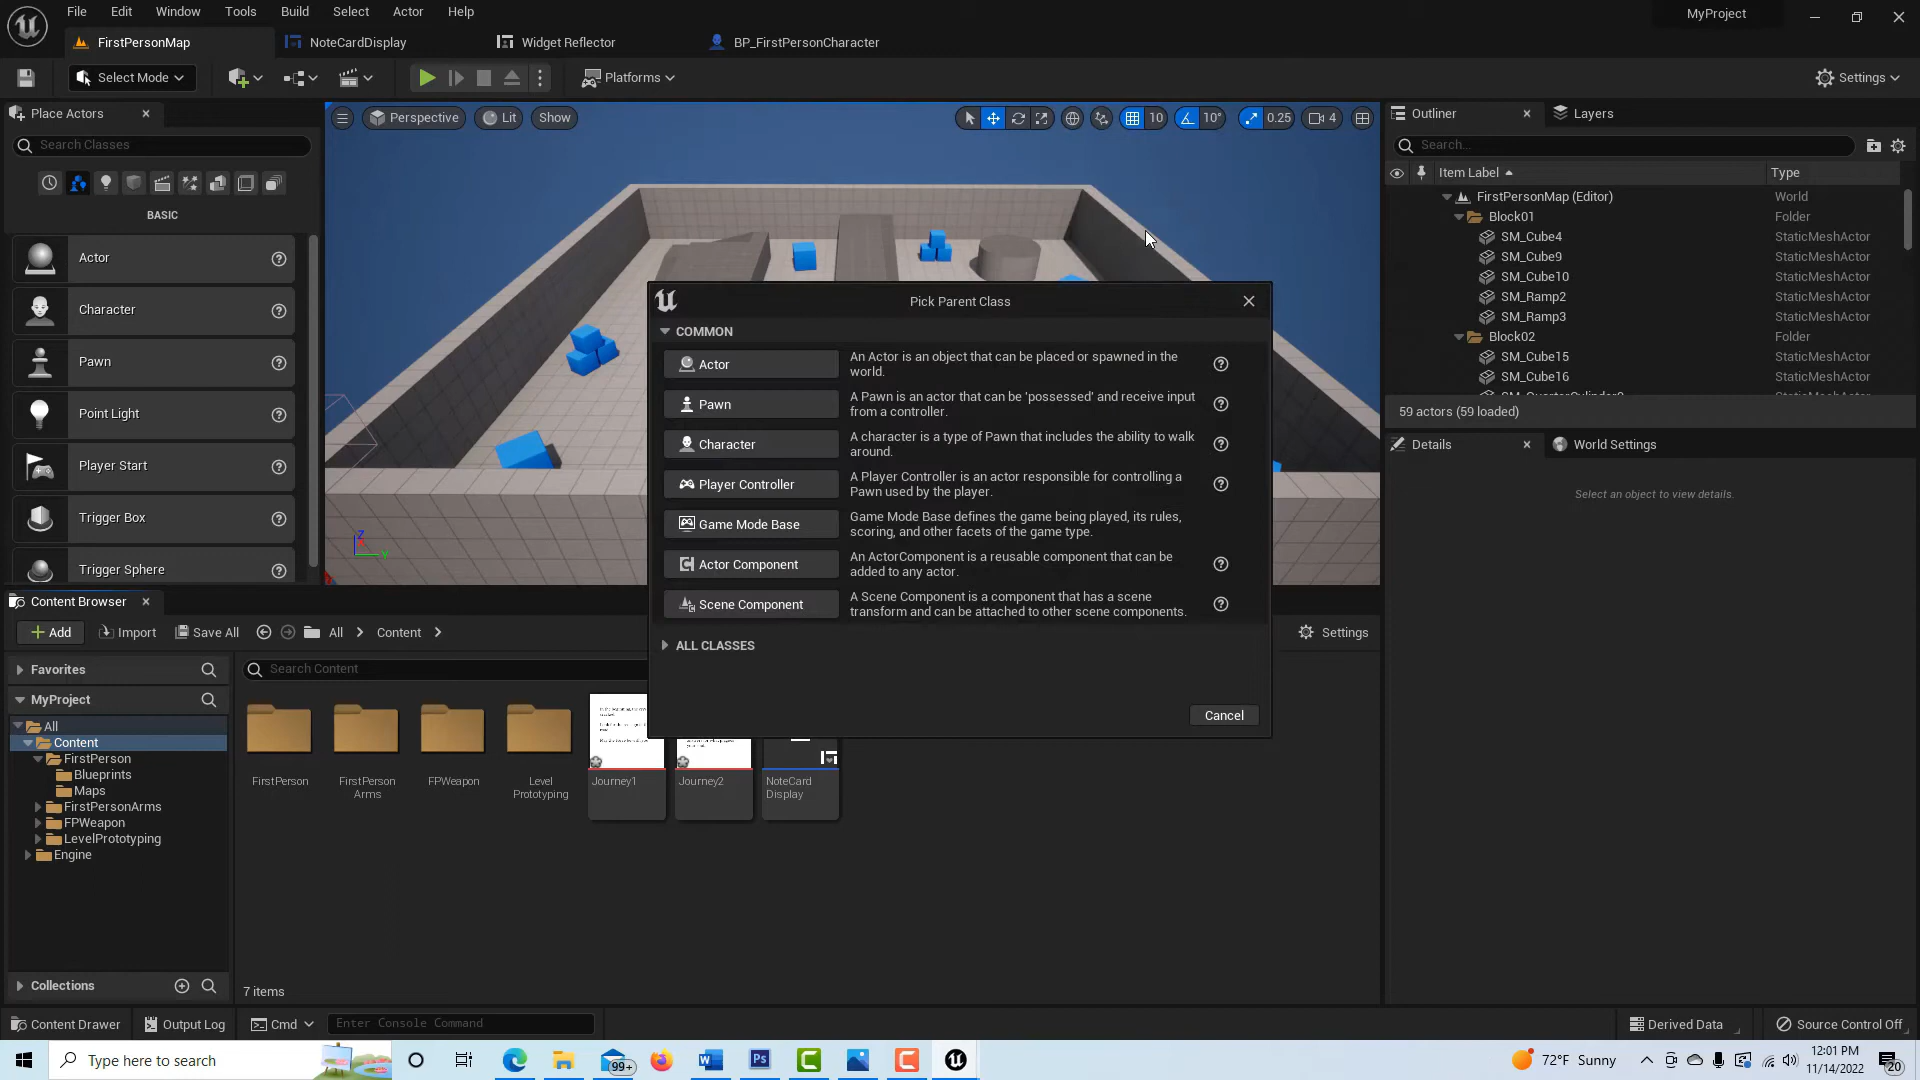 File Edit Window Tools Build Select Actor Help
MyProject
FirstPersonMap
NoteCardDisplay
Widget Reflector
BP_FirstPersonCharacter
Select Mode
Platforms
Settings
Place Actors
Search Classes
BASIC
Actor
Character
Pawn
Point Light
Player Start
Trigger Box
Trigger Sphere
Perspective
Lit
Show
10
10°
0.25
4
Z
Y
Outliner
Layers
Search...
Item Label
Type
FirstPersonMap (Editor) World
Block01 Folder
SM_Cube4 StaticMeshActor
SM_Cube9 StaticMeshActor
SM_Cube10 StaticMeshActor
SM_Ramp2 StaticMeshActor
SM_Ramp3 StaticMeshActor
Block02 Folder
SM_Cube15 StaticMeshActor
SM_Cube16 StaticMeshActor
59 actors (59 loaded)
Details
World Settings
Select an object to view details.
Pick Parent Class
COMMON
Actor
An Actor is an object that can be placed or spawned in the
world.
Pawn
A Pawn is an actor that can be 'possessed' and receive input
from a controller.
Character
A character is a type of Pawn that includes the ability to walk
around.
Player Controller
A Player Controller is an actor responsible for controlling a
Pawn used by the player.
Game Mode Base
Game Mode Base defines the game being played, its rules,
scoring, and other facets of the game type.
Actor Component
An ActorComponent is a reusable component that can be
added to any actor.
Scene Component
A Scene Component is a component that has a scene
transform and can be attached to other scene components.
ALL CLASSES
Cancel
Content Browser
Add
Import
Save All
All
Content
Settings
Favorites
MyProject
All
Content
FirstPerson
Blueprints
Maps
FirstPersonArms
FPWeapon
LevelPrototyping
Engine
Collections
Search Content
FirstPerson
FirstPerson
Arms
FPWeapon
Level
Prototyping
Journey1
Journey2
NoteCard
Display
7 items
Content Drawer
Output Log
Cmd
Enter Console Command
Derived Data
Source Control Off
Type here to search
99+
72°F Sunny
12:01 PM
11/14/2022
20